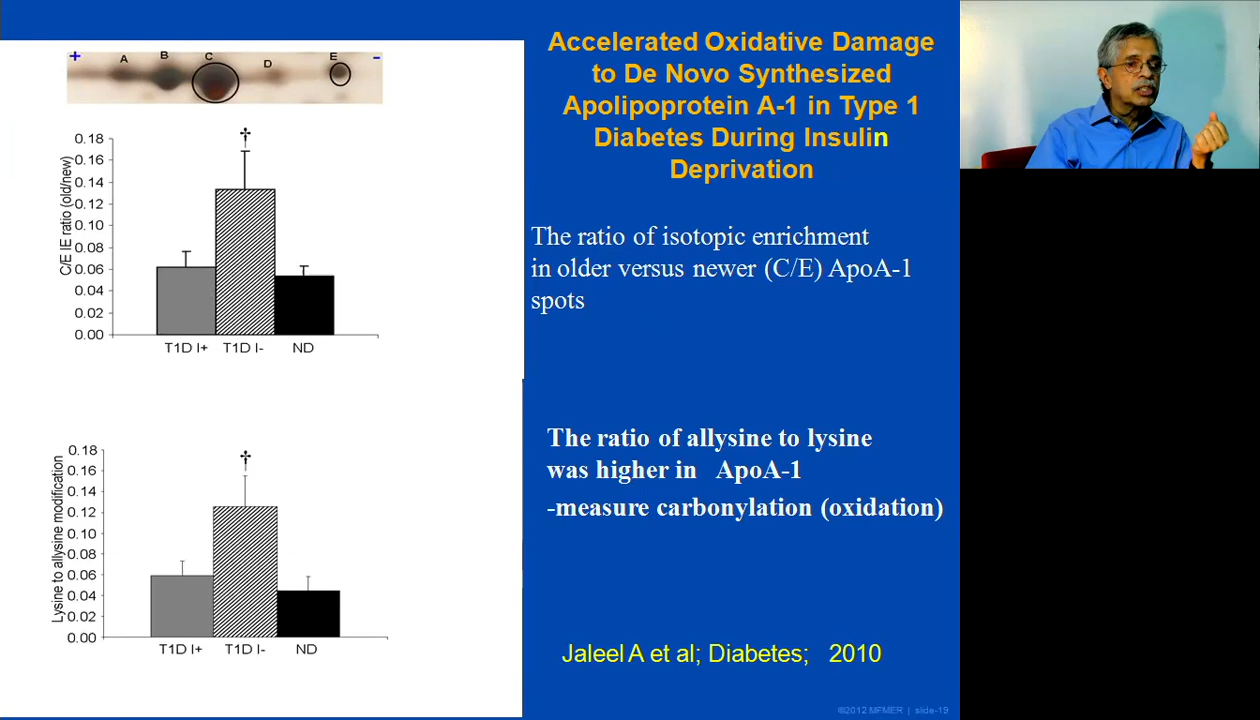 + A B C D E -
Accelerated Oxidative Damage
to De Novo Synthesized
Apolipoprotein A-1 in Type 1
Diabetes During Insulin
Deprivation
C/E IE ratio (old/new)
†
0.18
0.16
0.14
0.12
0.10
0.08
0.06
0.04
0.02
0.00
T1D I+ T1D I- ND
The ratio of isotopic enrichment
in older versus newer (C/E) ApoA-1
spots
Lysine to allysine modification
†
0.18
0.16
0.14
0.12
0.10
0.08
0.06
0.04
0.02
0.00
T1D I+ T1D I- ND
The ratio of allysine to lysine
was higher in ApoA-1
-measure carbonylation (oxidation)
Jaleel A et al; Diabetes; 2010
©2012 MFMER | slide-19